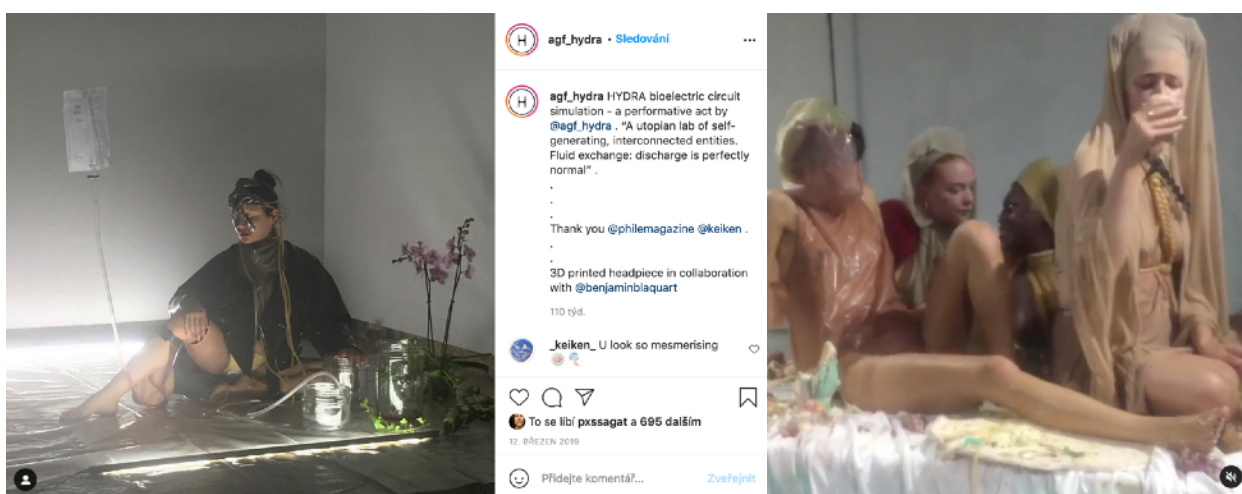 agf_hydra • Sledování
agf_hydra HYDRA bioelectric circuit
simulation - a performative act by
@agf_hydra . "A utopian lab of self-
generating, interconnected entities.
Fluid exchange: discharge is perfectly
normal" .
.
.
.
Thank you @philemagazine @keiken .
.
.
3D printed headpiece in collaboration
with @benjaminblaquart
110 týd.
_keiken_ U look so mesmerising
To se líbí pxssagat a 695 dalším
12. BŘEZEN 2019
Přidejte komentář...
Zveřejnit